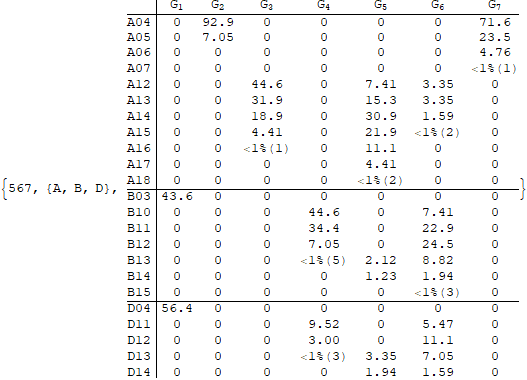 G₁ G₂ G₃ G₄ G₅ G₆ G₇
A04 0 92.9 0 0 0 0 71.6
A05 0 7.05 0 0 0 0 23.5
A06 0 0 0 0 0 0 4.76
A07 0 0 0 0 0 0 <1%(1)
A12 0 0 44.6 0 7.41 3.35 0
A13 0 0 31.9 0 15.3 3.35 0
A14 0 0 18.9 0 30.9 1.59 0
A15 0 0 4.41 0 21.9 <1%(2) 0
A16 0 0 <1%(1) 0 11.1 0 0
A17 0 0 0 0 4.41 0 0
A18 0 0 0 0 <1%(2) 0 0
{567, {A, B, D}, B03 43.6 0 0 0 0 0 0 }
B10 0 0 0 44.6 0 7.41 0
B11 0 0 0 34.4 0 22.9 0
B12 0 0 0 7.05 0 24.5 0
B13 0 0 0 <1%(5) 2.12 8.82 0
B14 0 0 0 0 1.23 1.94 0
B15 0 0 0 0 0 <1%(3) 0
D04 56.4 0 0 0 0 0 0
D11 0 0 0 9.52 0 5.47 0
D12 0 0 0 3.00 0 11.1 0
D13 0 0 0 <1%(3) 3.35 7.05 0
D14 0 0 0 0 1.94 1.59 0